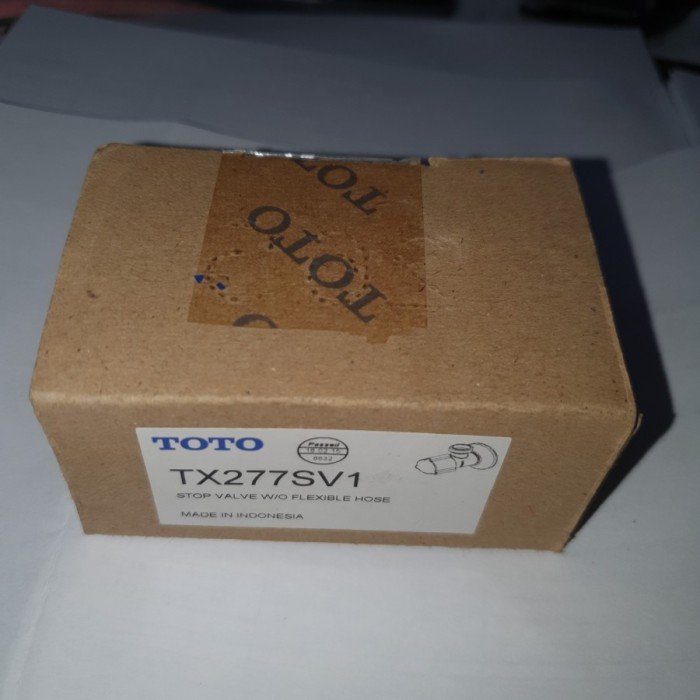 TOTO
TOTO
TOTO
Passed
TX277SV1
STOP VALVE W/O FLEXIBLE HOSE
MADE IN INDONESIA